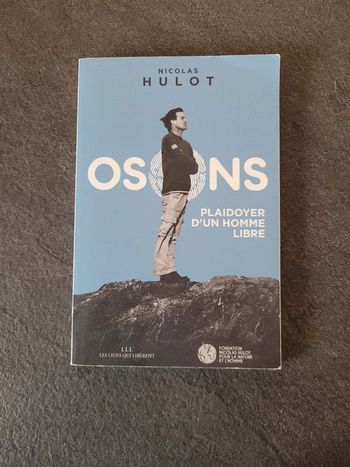 NICOLAS
HULOT
OSONS
PLAIDOYER
D'UN HOMME
LIBRE
L.L.L
LES LIENS QUI LIBÈRENT
FONDATION
NICOLAS HULOT
POUR LA NATURE
ET L'HOMME